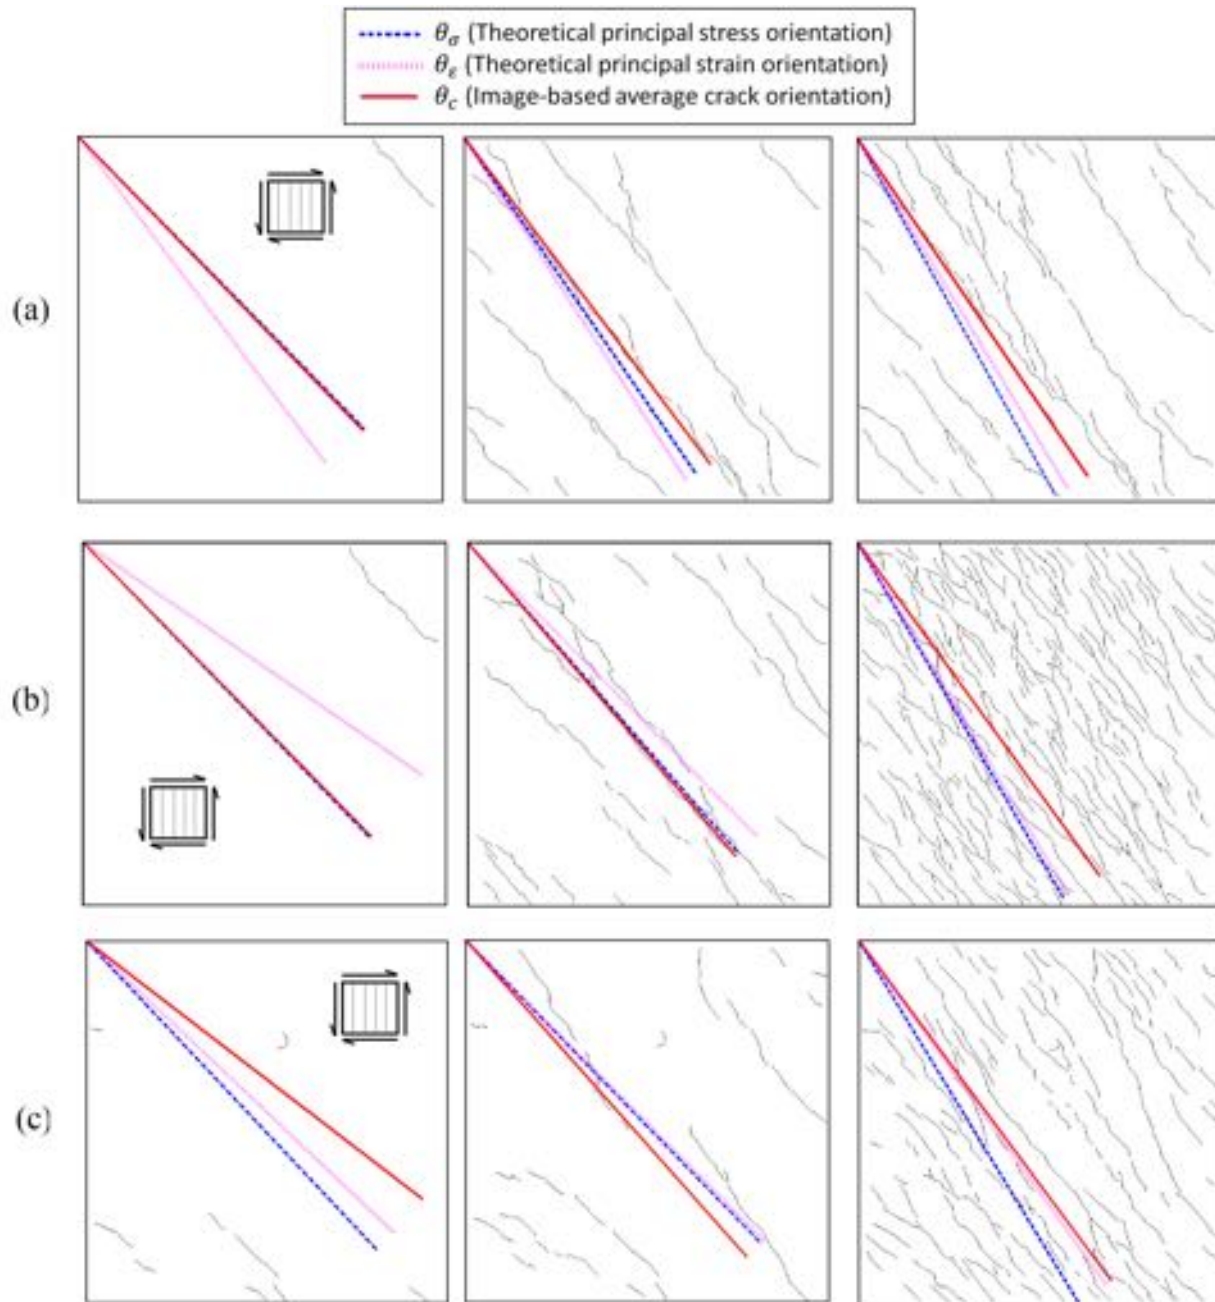 θσ (Theoretical principal stress orientation)
θε (Theoretical principal strain orientation)
θc (Image-based average crack orientation)
(a)
(b)
(c)